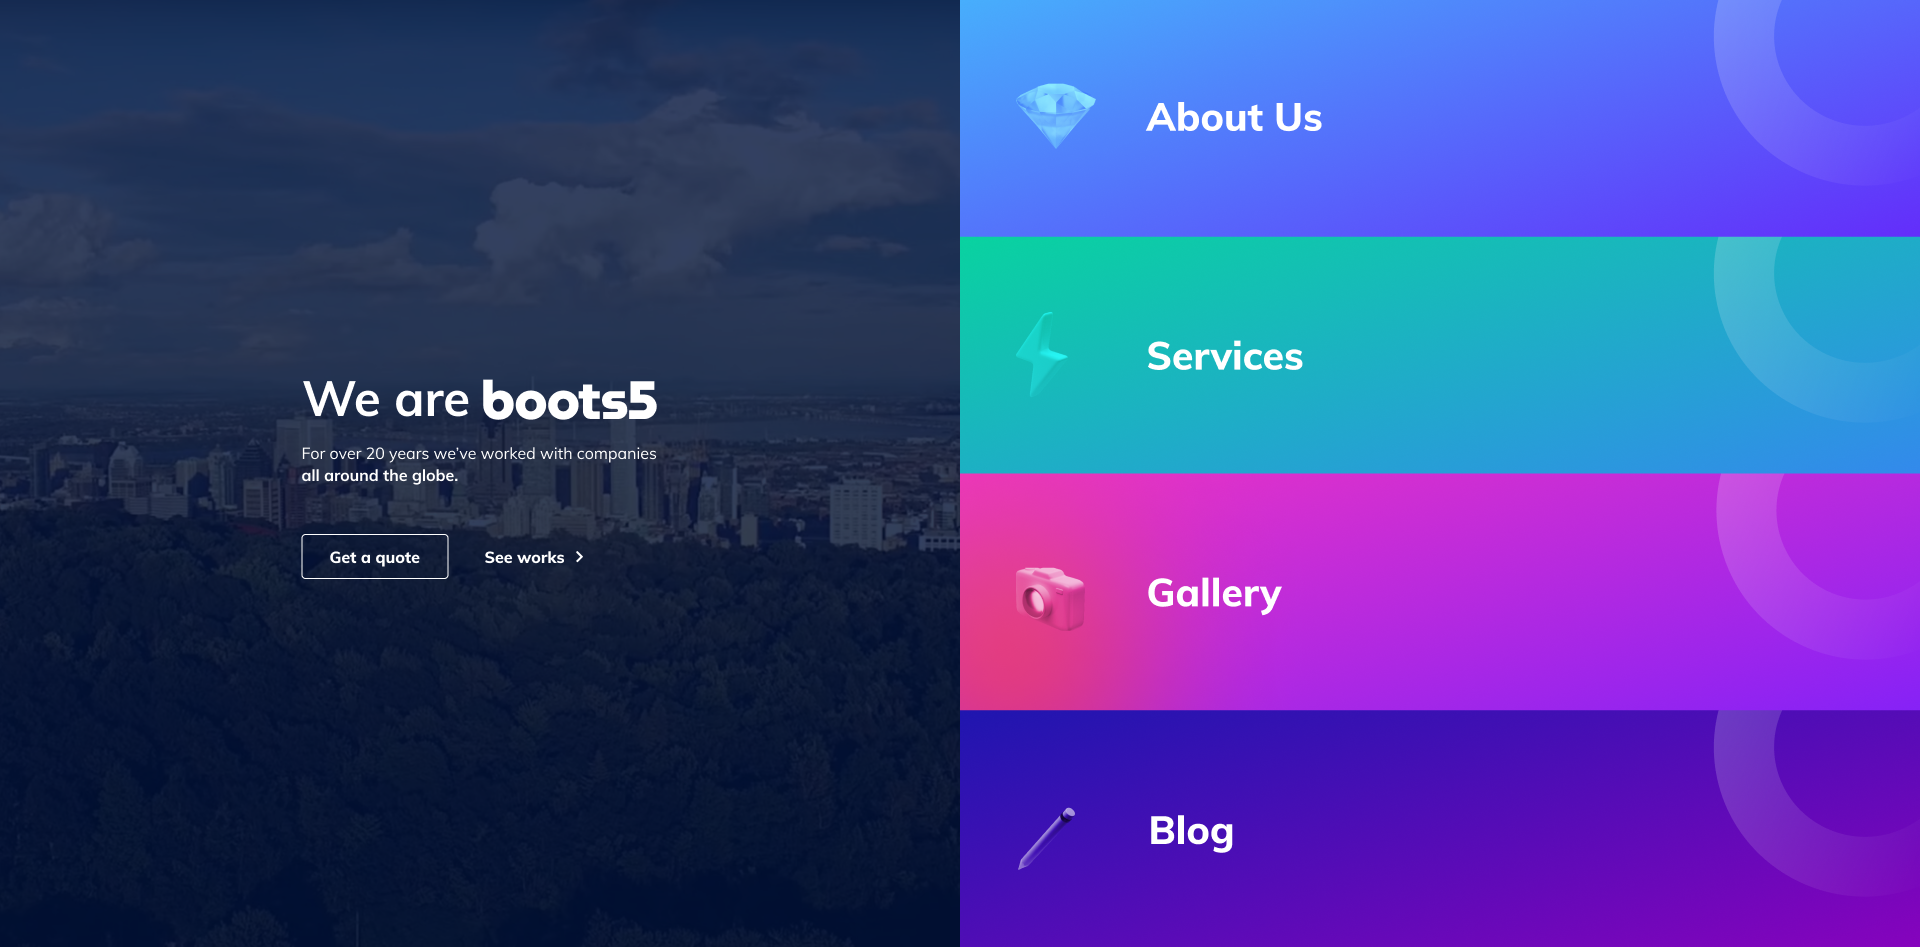 We are boots5
For over 20 years we've worked with companies
all around the globe.
Get a quote
See works
About Us
Services
Gallery
Blog